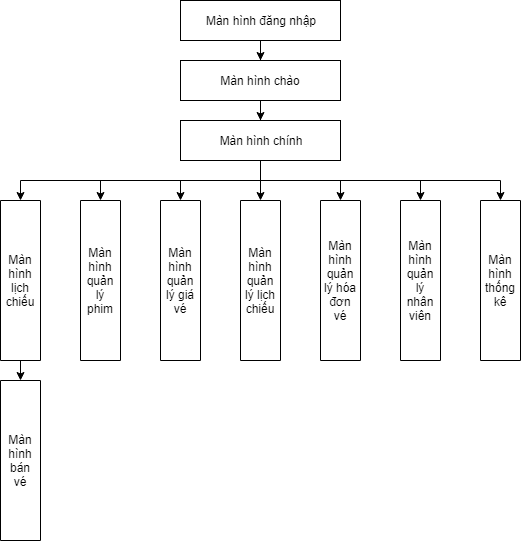 Màn hình đăng nhập
Màn hình chào
Màn hình chính
Màn
hình
lịch
chiếu
Màn
hình
quản
lý
phim
Màn
hình
quản
lý giá
vé
Màn
hình
quản
lý lịch
chiếu
Màn
hình
quản
lý hóa
đơn
vé
Màn
hình
quản
lý
nhân
viên
Màn
hình
thống
kê
Màn
hình
bán
vé